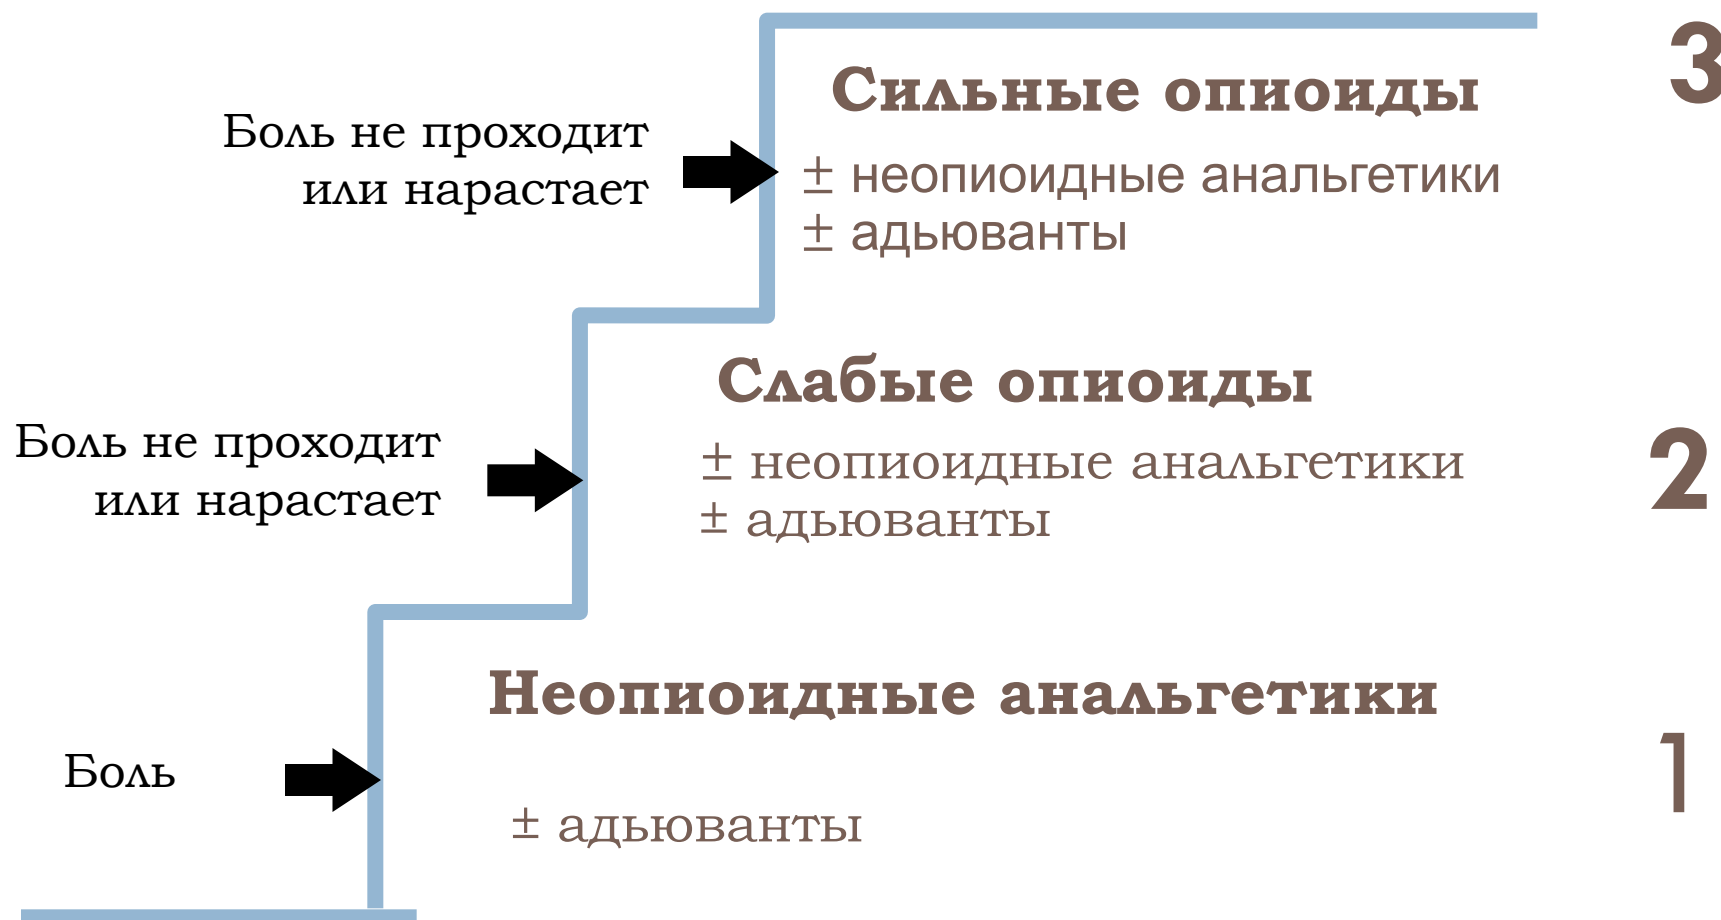 3
Сильные опиоиды
Боль не проходит
или нарастает
± неопиоидные анальгетики
± адьюванты
Слабые опиоиды
Боль не проходит
или нарастает
± неопиоидные анальгетики
± адьюванты
2
Неопиоидные анальгетики
Боль
1
± адьюванты